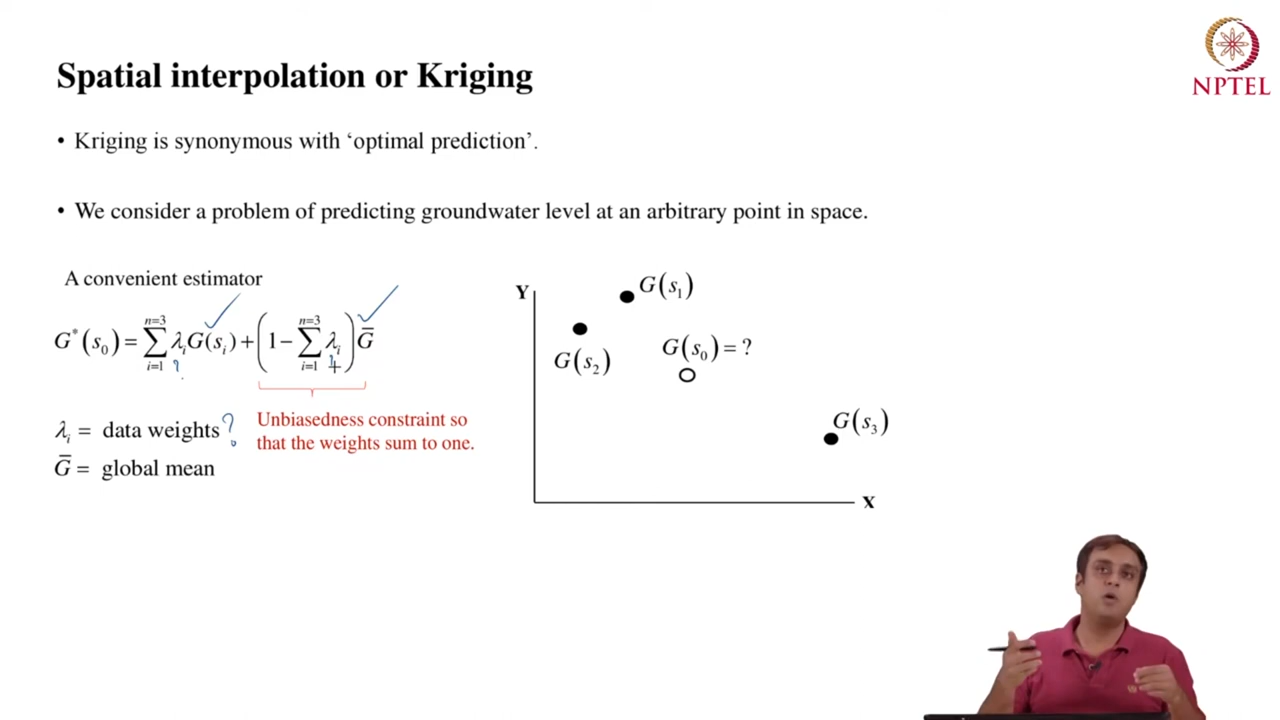 Spatial interpolation or Kriging
NPTEL
• Kriging is synonymous with ‘optimal prediction’.
• We consider a problem of predicting groundwater level at an arbitrary point in space.
A convenient estimator
G*(s₀) = ∑ᵢ₌₁ⁿ⁼³ λᵢG(sᵢ) + (1 − ∑ᵢ₌₁ⁿ⁼³ λᵢ) G̅
?
λᵢ = data weights ?
G̅ = global mean
Unbiasedness constraint so
that the weights sum to one.
Y
G(s₁)
G(s₂)
G(s₀) = ?
G(s₃)
X